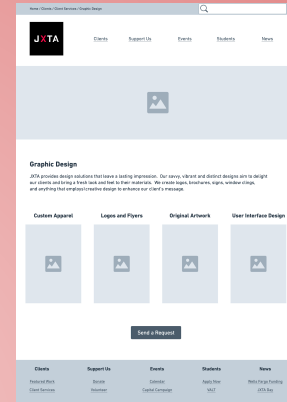 Home / Clients / Client Services / Graphic Design
JXTA
Clients Support Us Events Students News
Graphic Design
JXTA provides design solutions that leave a lasting impression. Our savvy, vibrant and distinct designs aim to delight
our clients and bring a fresh look and feel to their materials. We create logos, brochures, signs, window clings,
and anything that employs creative design to enhance our client's message.
Custom Apparel Logos and Flyers Original Artwork User Interface Design
Send a Request
Clients Support Us Events Students News
Featured Work Donate Calendar Apply Now Wells Fargo Funding
Client Services Volunteer Capital Campaign VALT JXTA Day